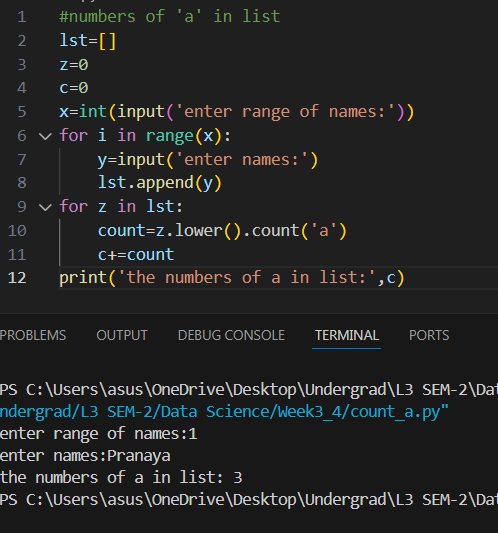 1 #numbers of 'a' in list
2 lst=[]
3 z=0
4 c=0
5 x=int(input('enter range of names:'))
6 for i in range(x):
7 y=input('enter names:')
8 lst.append(y)
9 for z in lst:
10 count=z.lower().count('a')
11 c+=count
12 print('the numbers of a in list:',c)
PROBLEMS OUTPUT DEBUG CONSOLE TERMINAL PORTS
PS C:\Users\asus\OneDrive\Desktop\Undergrad\L3 SEM-2\Dat
ndergrad/L3 SEM-2/Data Science/Week3_4/count_a.py"
enter range of names:1
enter names:Pranaya
the numbers of a in list: 3
PS C:\Users\asus\OneDrive\Desktop\Undergrad\L3 SEM-2\Dat